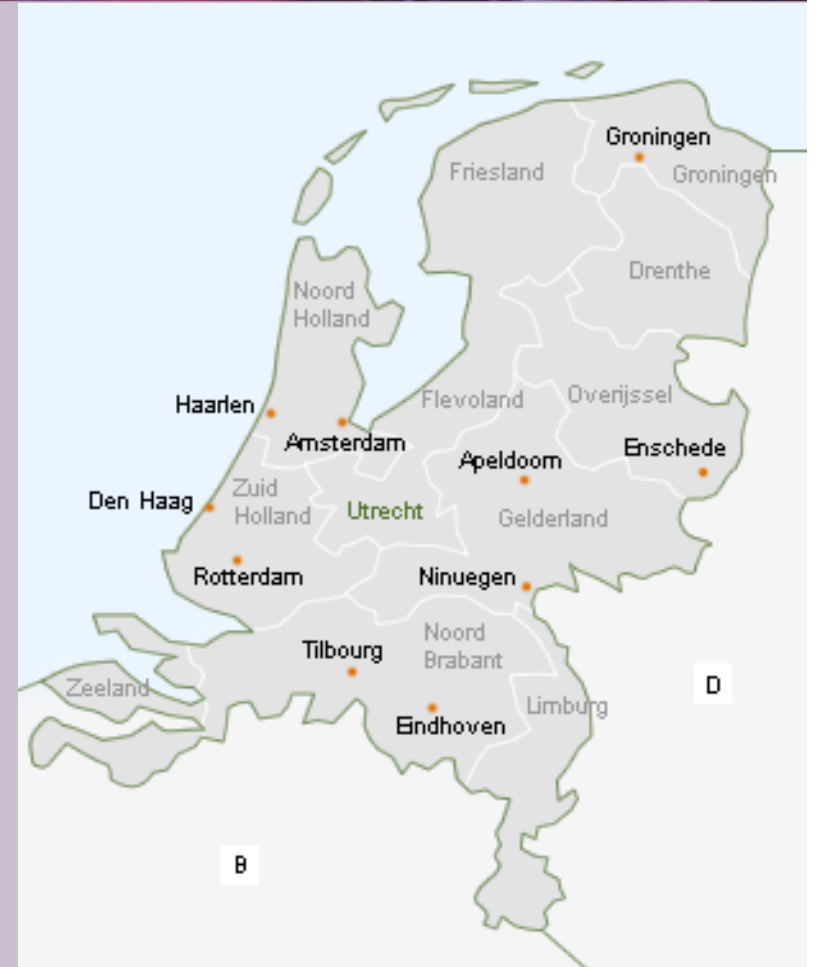 Groningen
Friesland
Groningen
Drenthe
Noord
Holland
Haarlen
Flevoland
Overijssel
Amsterdam
Enschede
Apeldoorn
Den Haag
Zuid
Holland
Utrecht
Gelderland
Rotterdam
Ninuegen
Tilbourg
Noord
Brabant
Zeeland
D
Limburg
Eindhoven
B